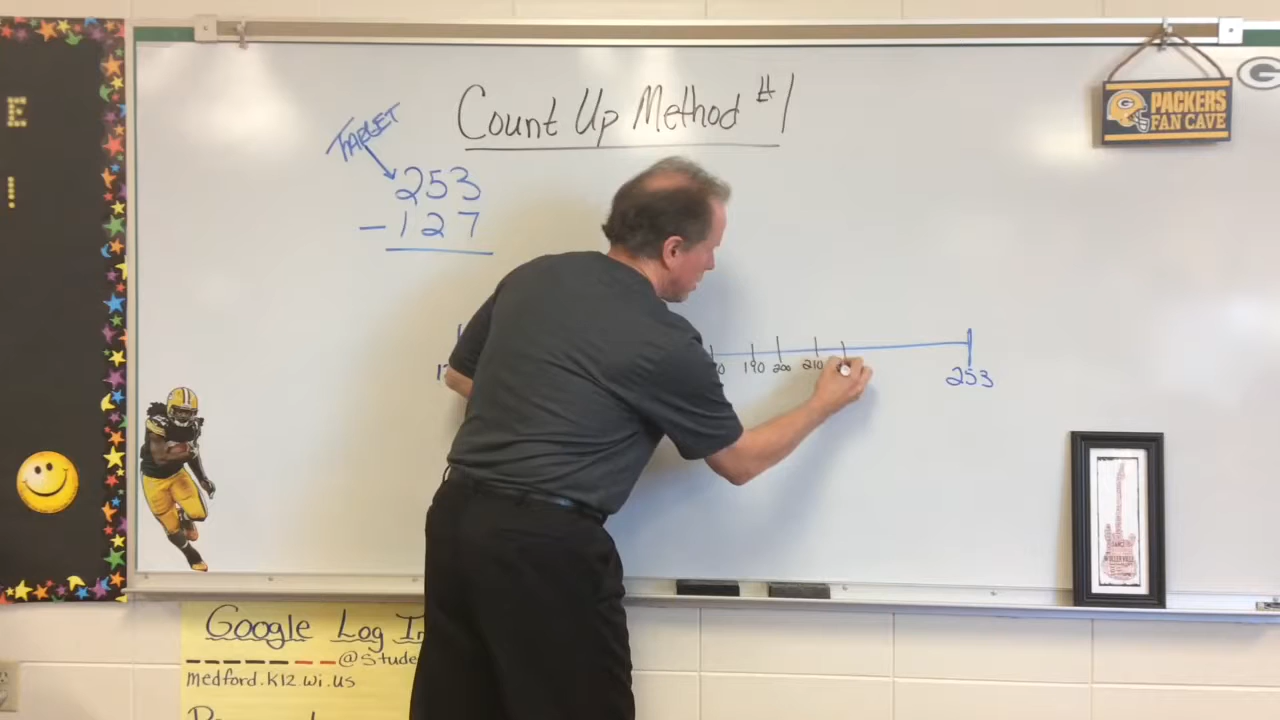 Count Up Method #1
TARGET
253
- 127
190 200 210
253
PACKERS
FAN CAVE
G
E
!
Google Log In
@Stude
medford.k12.wi.us